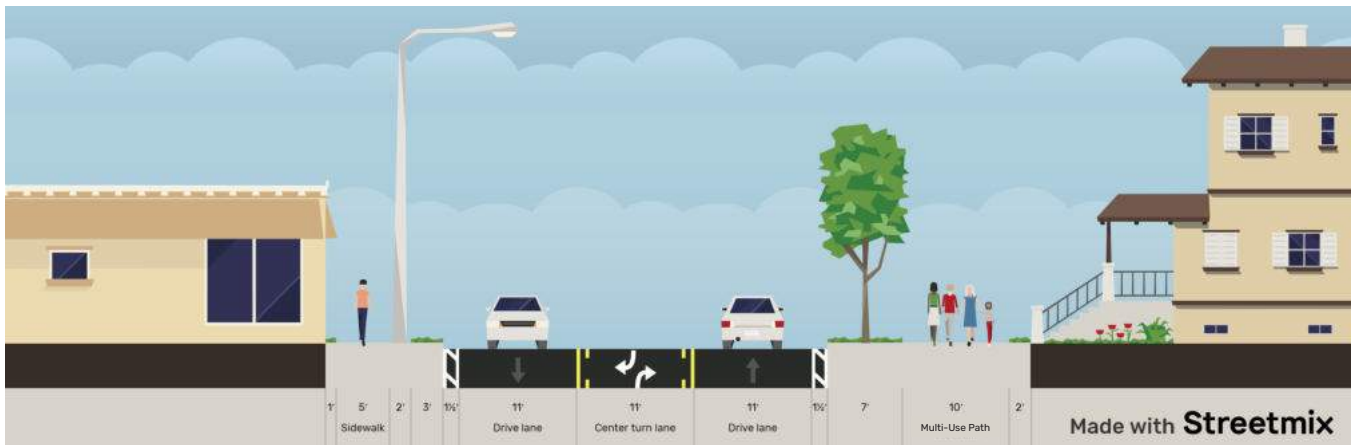 1' 5' 2' 3' 1½' 11' 11' 11' 1½' 7' 10' 2'
Sidewalk Drive lane Center turn lane Drive lane Multi-Use Path
Made with Streetmix